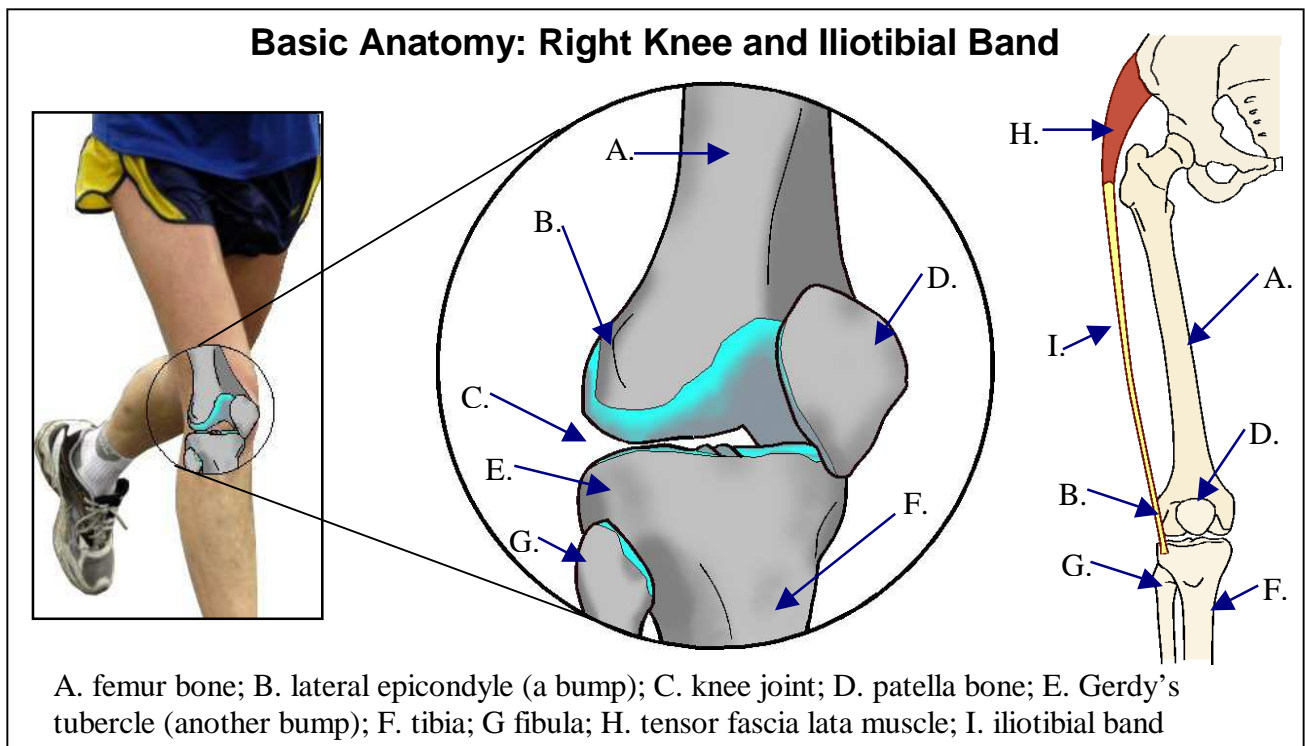 Basic Anatomy: Right Knee and Iliotibial Band
A.
B.
C.
D.
E.
F.
G.
H.
I.
A.
B.
D.
G.
F.
A. femur bone; B. lateral epicondyle (a bump); C. knee joint; D. patella bone; E. Gerdy's
tubercle (another bump); F. tibia; G fibula; H. tensor fascia lata muscle; I. iliotibial band